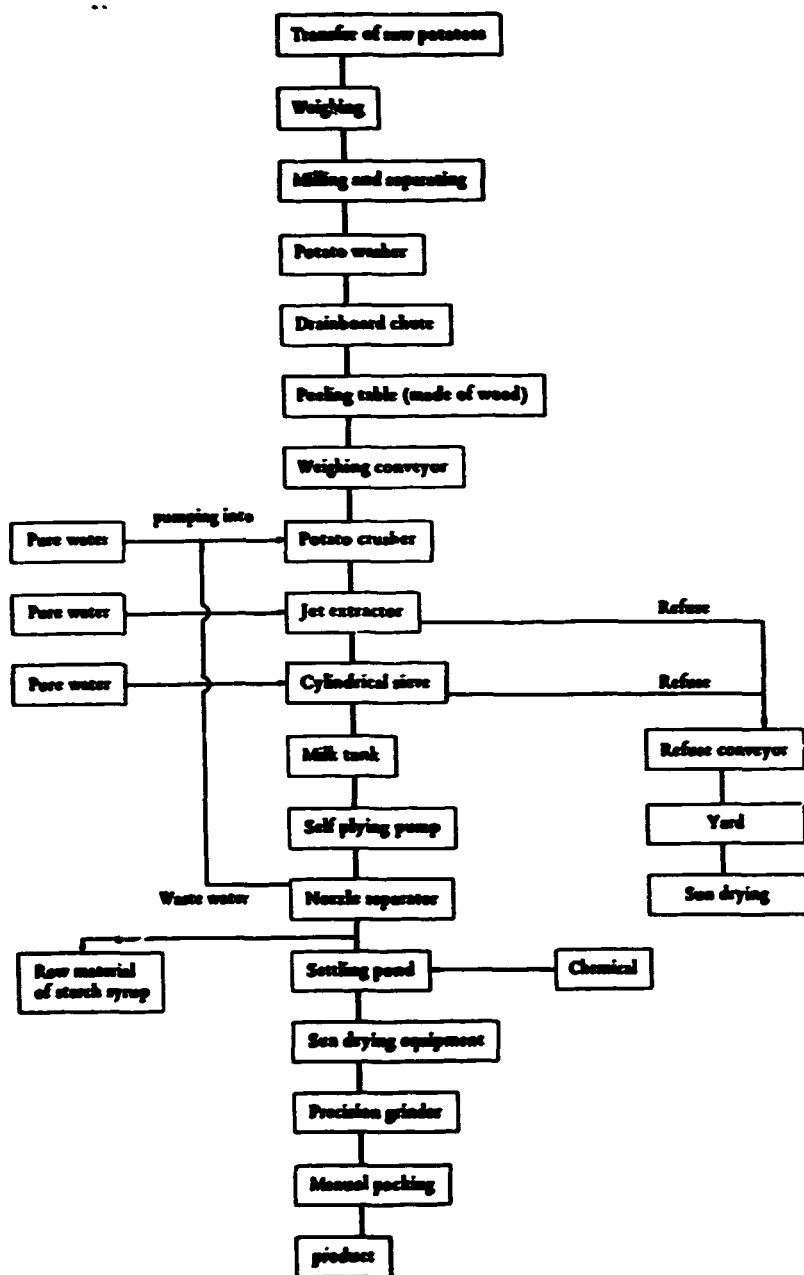 Transfer of raw potatoes
Weighing
Milling and separating
Potato washer
Drainboard chute
Peeling table (made of wood)
Weighing conveyor
pumping into
Pure water
Potato crusher
Pure water
Jet extractor
Refuse
Pure water
Cylindrical sieve
Refuse
Milk tank
Refuse conveyor
Self plying pump
Yard
Waste water
Nozzle separator
Sun drying
Raw material
of starch syrup
Settling pond
Chemical
Sun drying equipment
Precision grinder
Manual packing
product